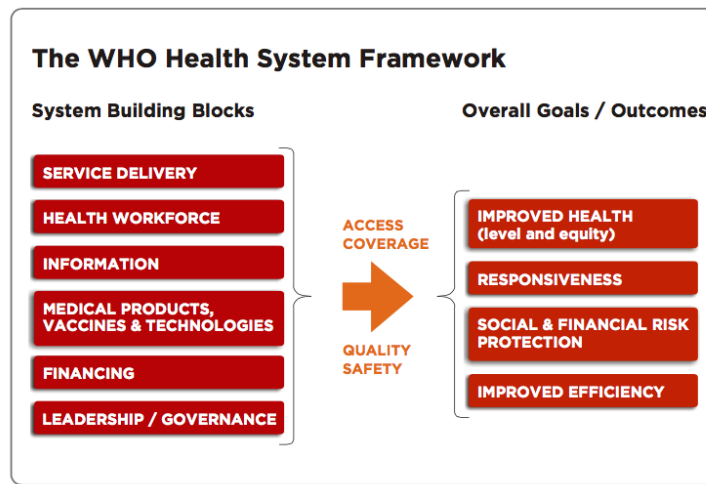 The WHO Health System Framework
System Building Blocks
Overall Goals / Outcomes
SERVICE DELIVERY
HEALTH WORKFORCE
INFORMATION
MEDICAL PRODUCTS,
VACCINES & TECHNOLOGIES
FINANCING
LEADERSHIP / GOVERNANCE
ACCESS
COVERAGE
QUALITY
SAFETY
IMPROVED HEALTH
(level and equity)
RESPONSIVENESS
SOCIAL & FINANCIAL RISK
PROTECTION
IMPROVED EFFICIENCY